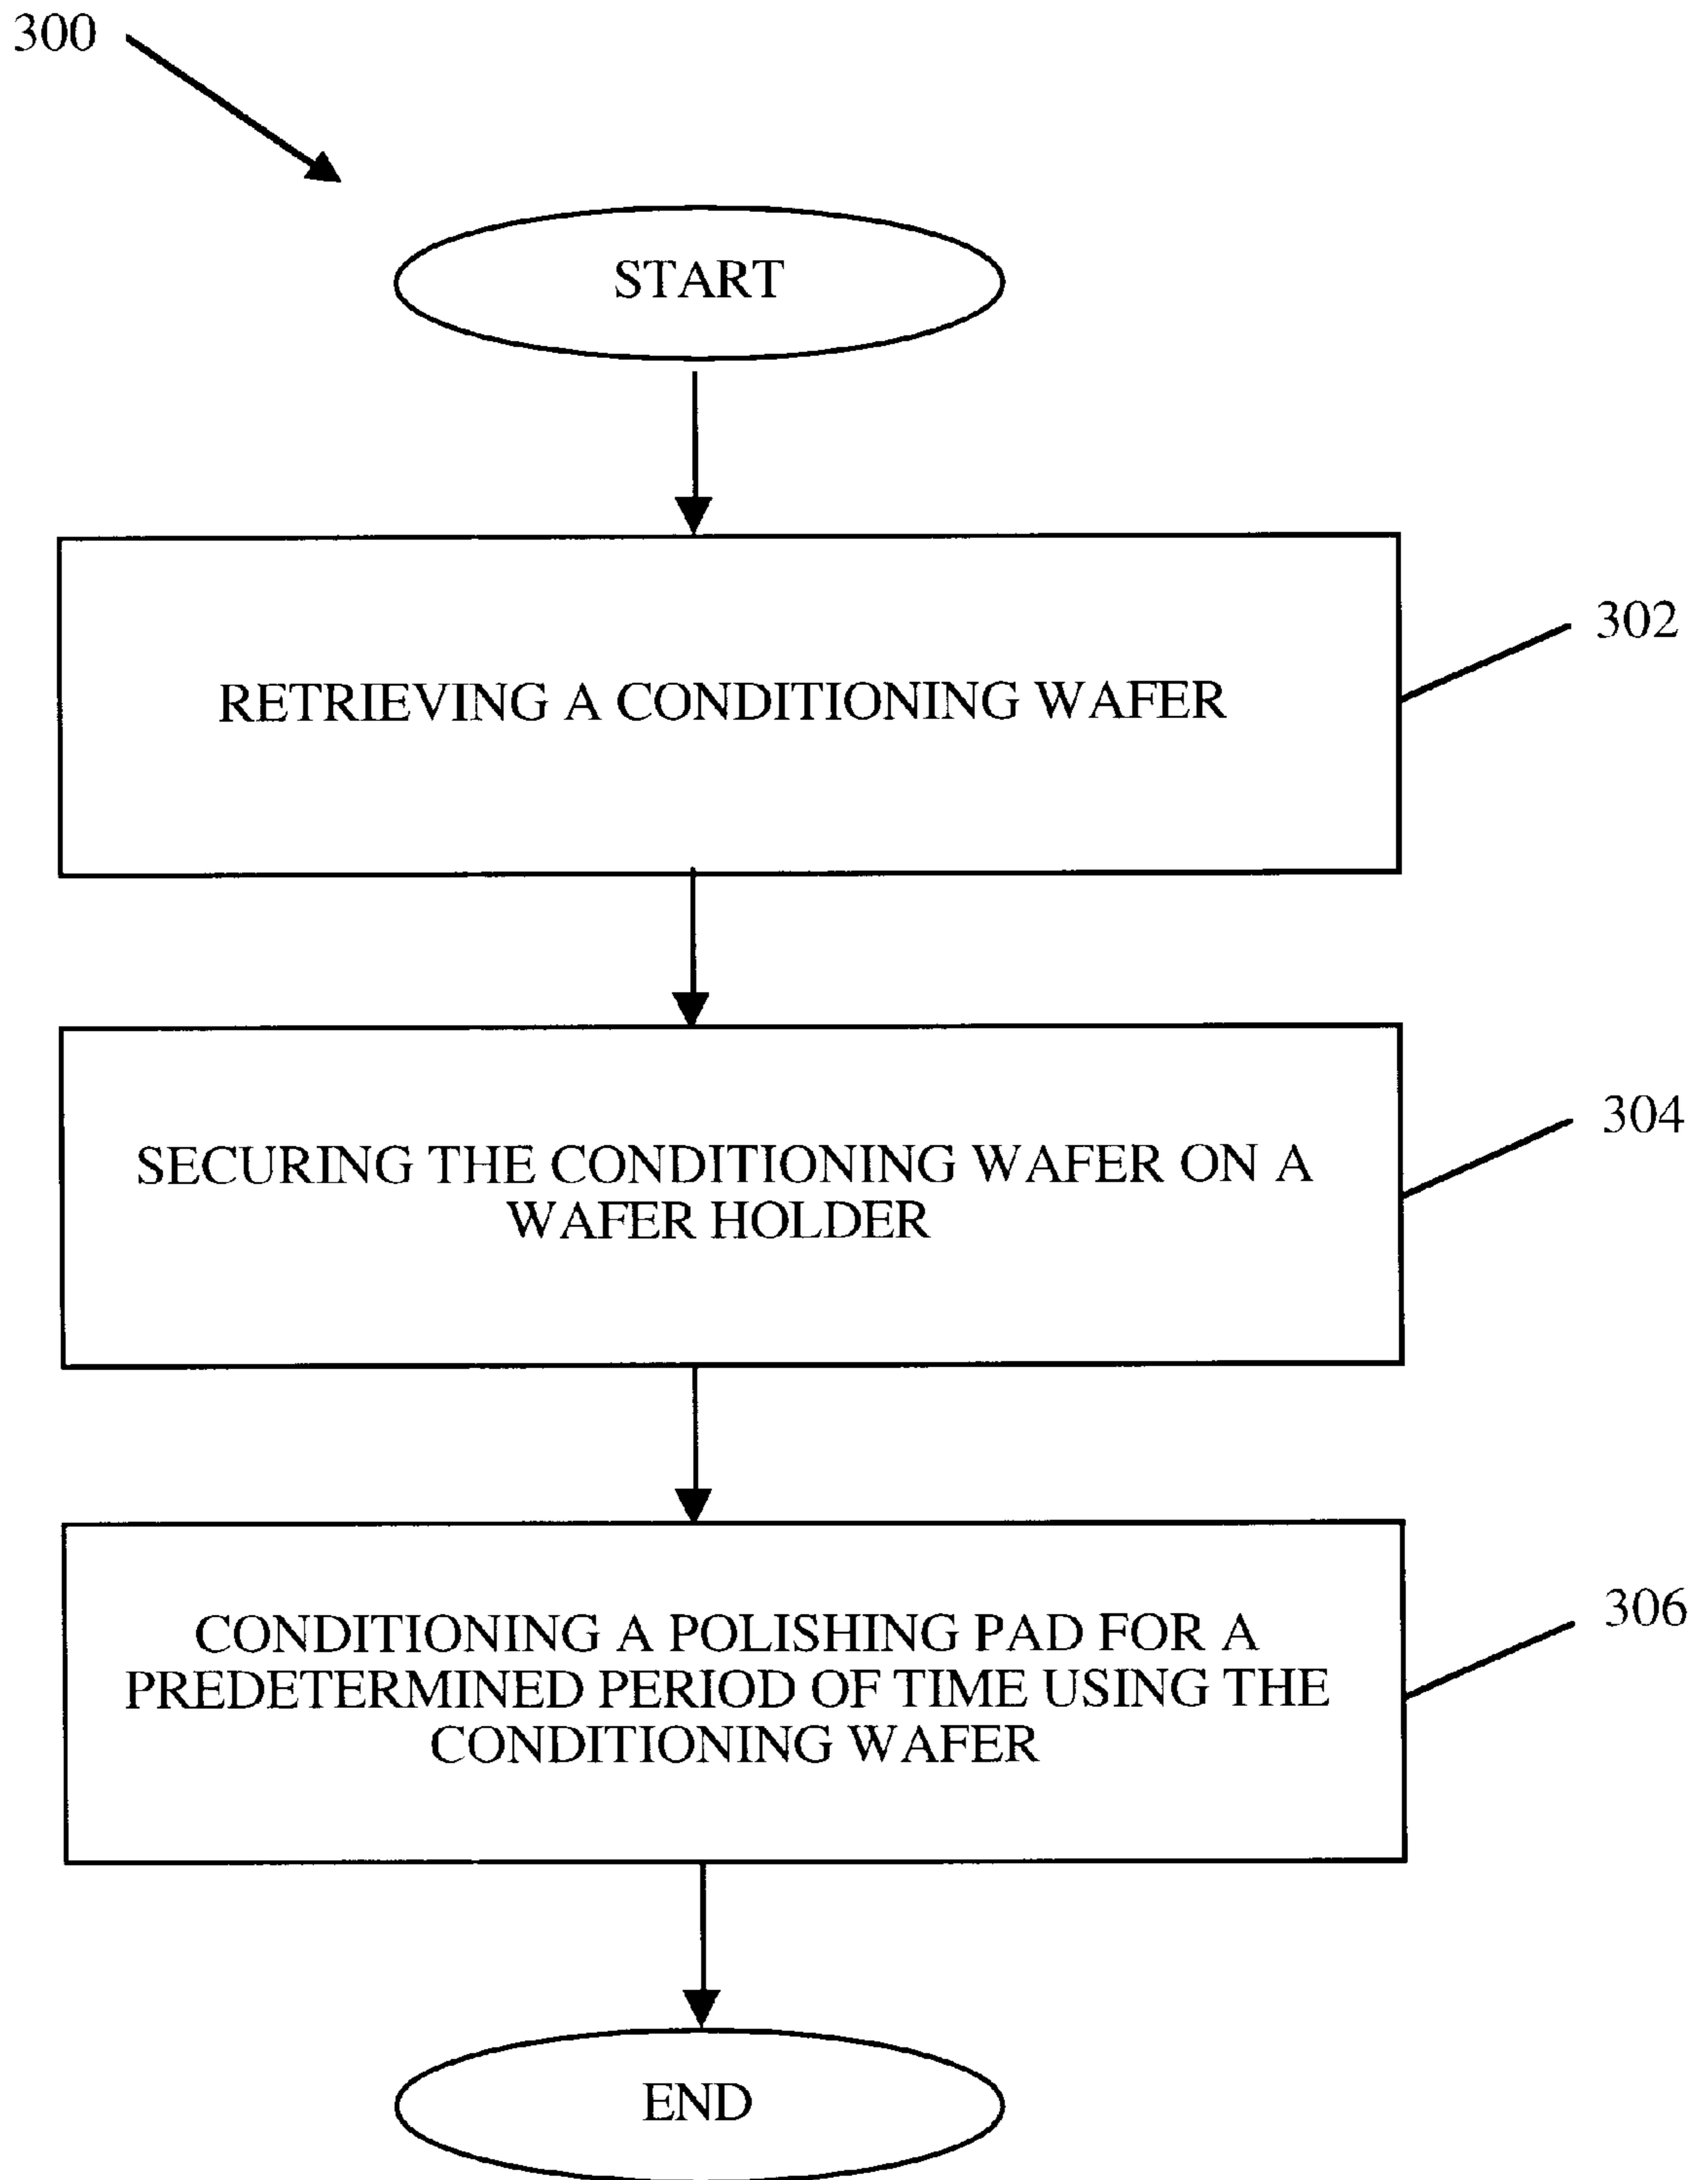 300
START
RETRIEVING A CONDITIONING WAFER
302
SECURING THE CONDITIONING WAFER ON A
WAFER HOLDER
304
CONDITIONING A POLISHING PAD FOR A
PREDETERMINED PERIOD OF TIME USING THE
CONDITIONING WAFER
306
END